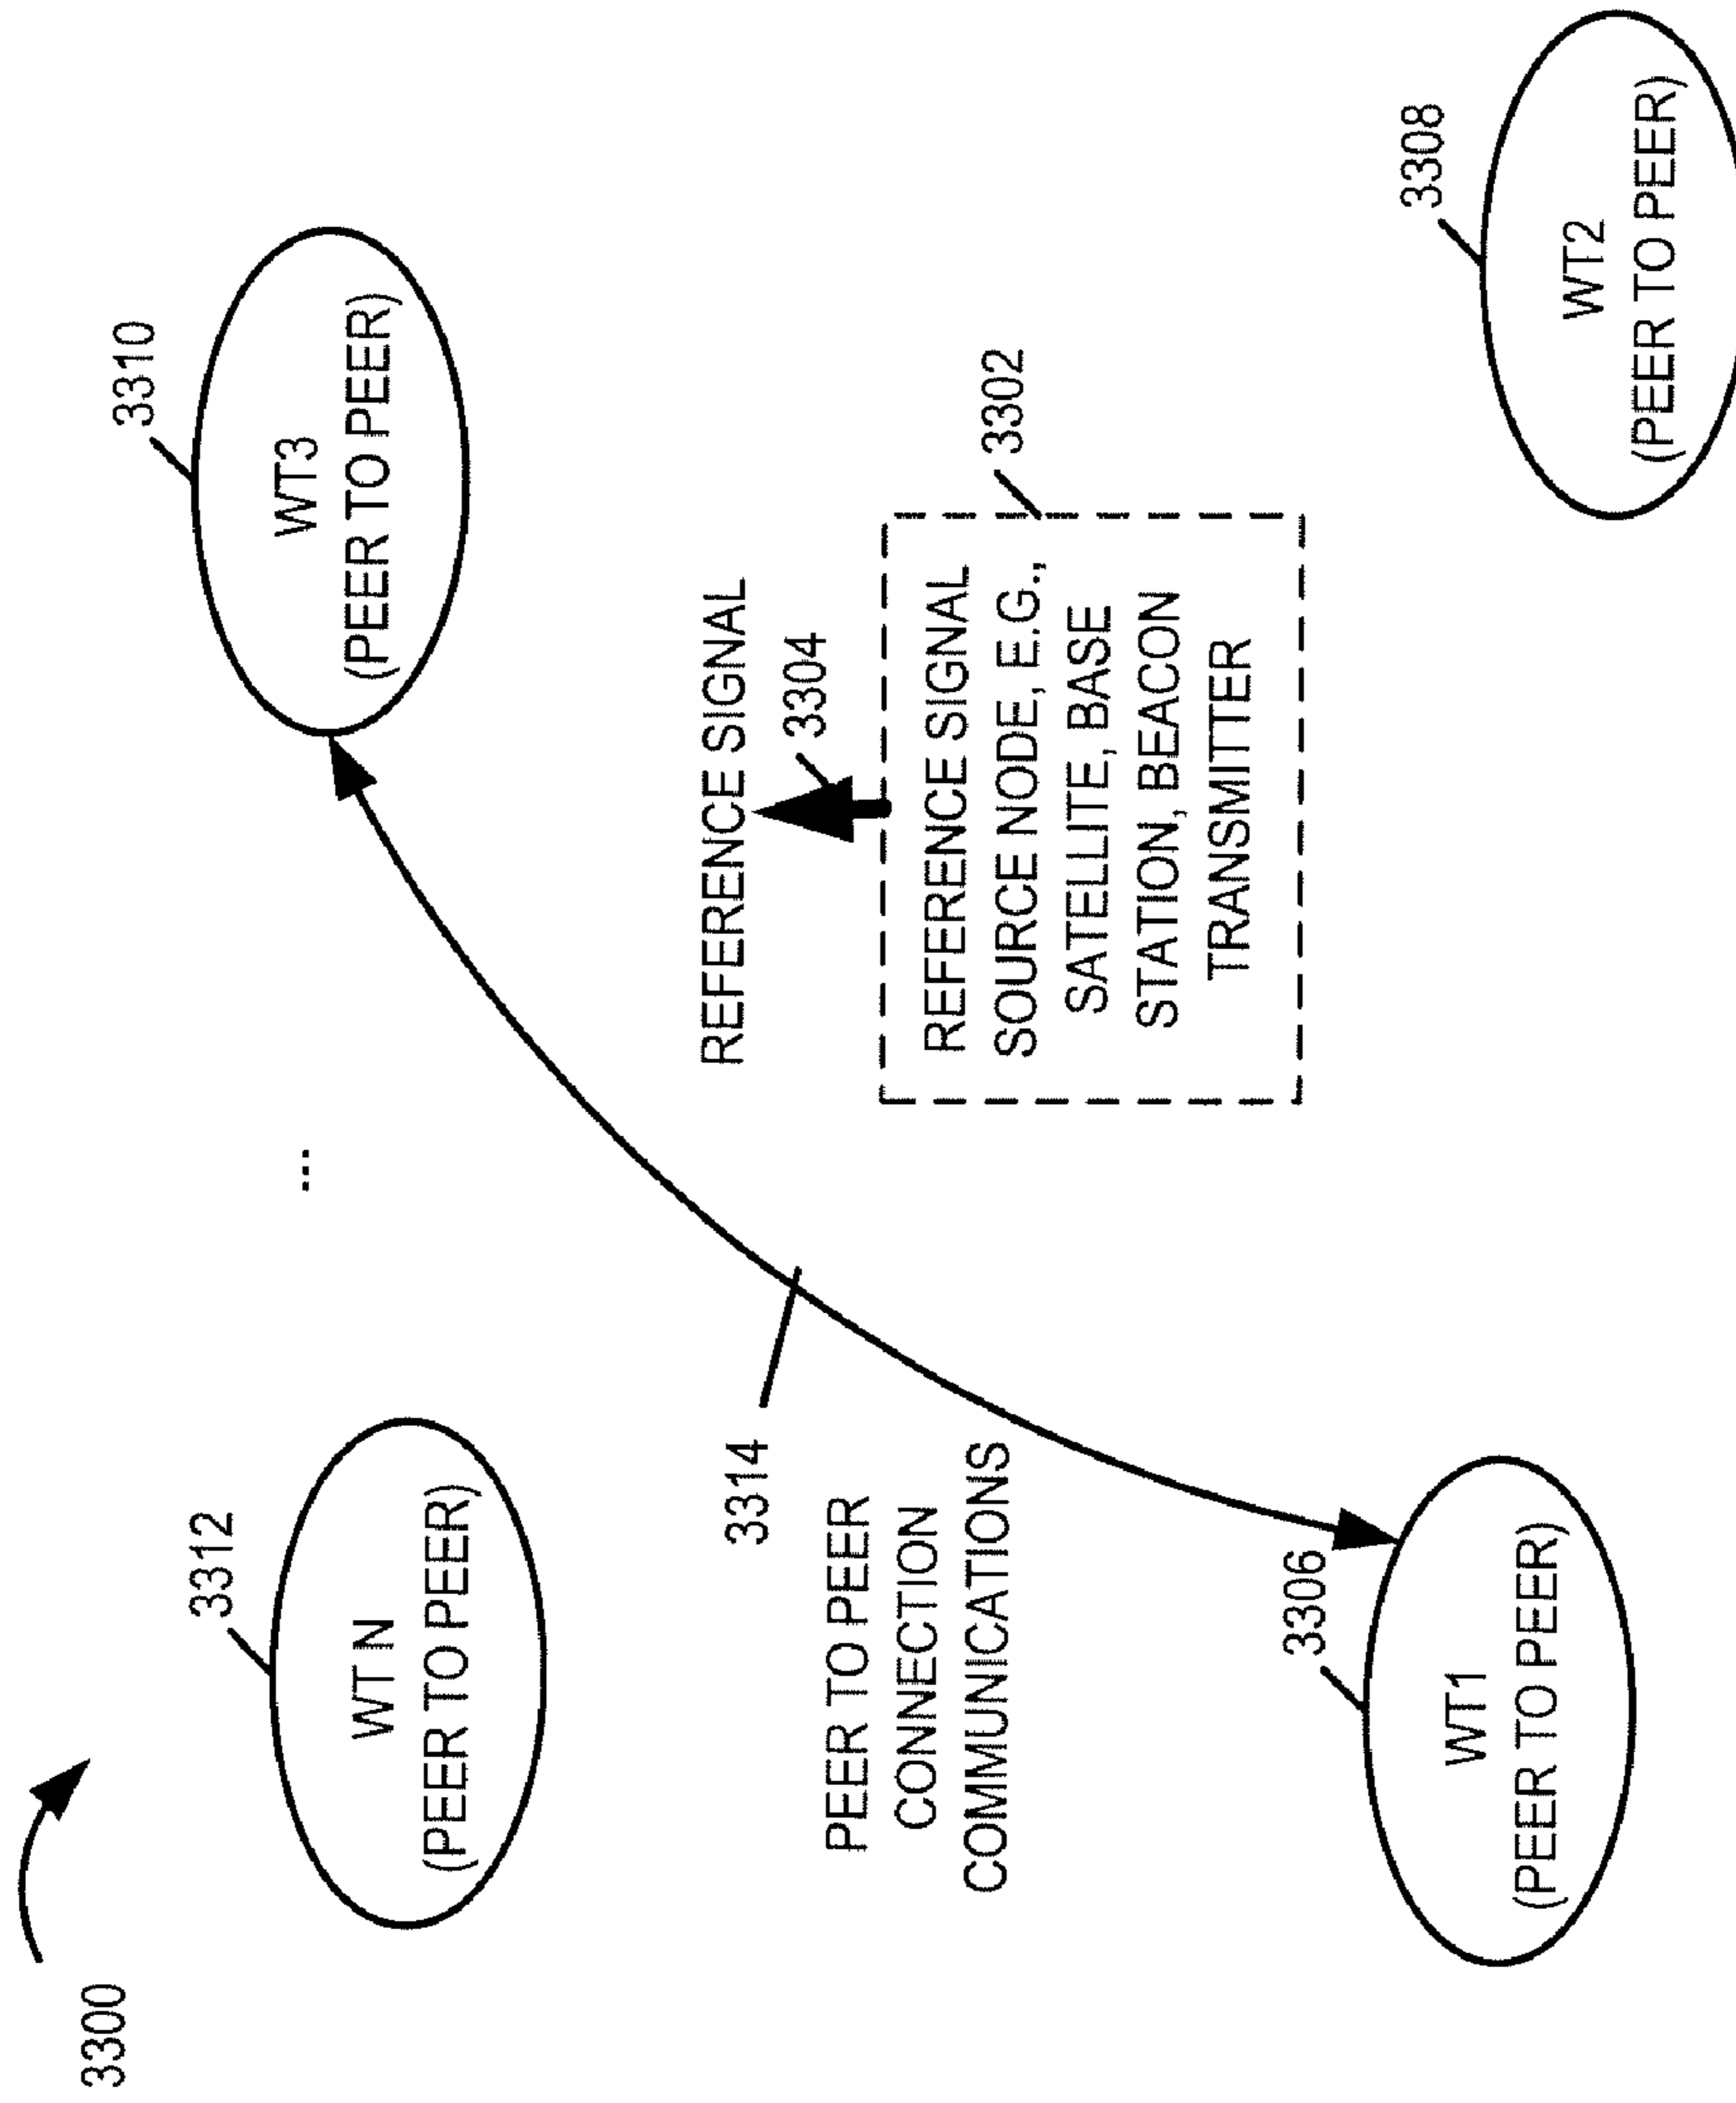 3300
3312
WT N
(PEER TO PEER)
...
3310
WT3
(PEER TO PEER)
3314
PEER TO PEER
CONNECTION
COMMUNICATIONS
REFERENCE SIGNAL
3304
3302
REFERENCE SIGNAL
SOURCE NODE, E.G.,
SATELLITE, BASE
STATION, BEACON
TRANSMITTER
3306
WT1
(PEER TO PEER)
3308
WT2
(PEER TO PEER)